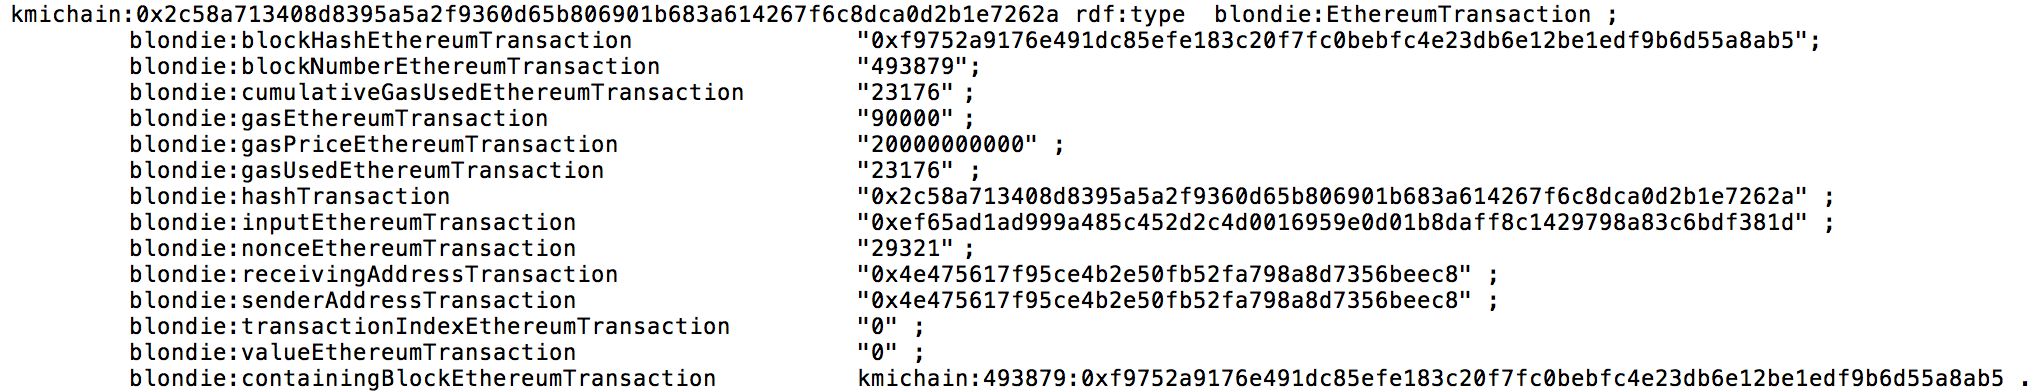 kmichain:0x2c58a713408d8395a5a2f9360d65b806901b683a614267f6c8dca0d2b1e7262a rdf:type  blondie:EthereumTransaction ;
blondie:blockHashEthereumTransaction "0xf9752a9176e491dc85efe183c20f7fc0bebfc4e23db6e12be1edf9b6d55a8ab5";
blondie:blockNumberEthereumTransaction "493879";
blondie:cumulativeGasUsedEthereumTransaction "23176" ;
blondie:gasEthereumTransaction "90000" ;
blondie:gasPriceEthereumTransaction "20000000000" ;
blondie:gasUsedEthereumTransaction "23176" ;
blondie:hashTransaction "0x2c58a713408d8395a5a2f9360d65b806901b683a614267f6c8dca0d2b1e7262a" ;
blondie:inputEthereumTransaction "0xef65ad1ad999a485c452d2c4d0016959e0d01b8daff8c1429798a83c6bdf381d" ;
blondie:nonceEthereumTransaction "29321" ;
blondie:receivingAddressTransaction "0x4e475617f95ce4b2e50fb52fa798a8d7356beec8" ;
blondie:senderAddressTransaction "0x4e475617f95ce4b2e50fb52fa798a8d7356beec8" ;
blondie:transactionIndexEthereumTransaction "0" ;
blondie:valueEthereumTransaction "0" ;
blondie:containingBlockEthereumTransaction kmichain:493879:0xf9752a9176e491dc85efe183c20f7fc0bebfc4e23db6e12be1edf9b6d55a8ab5 .